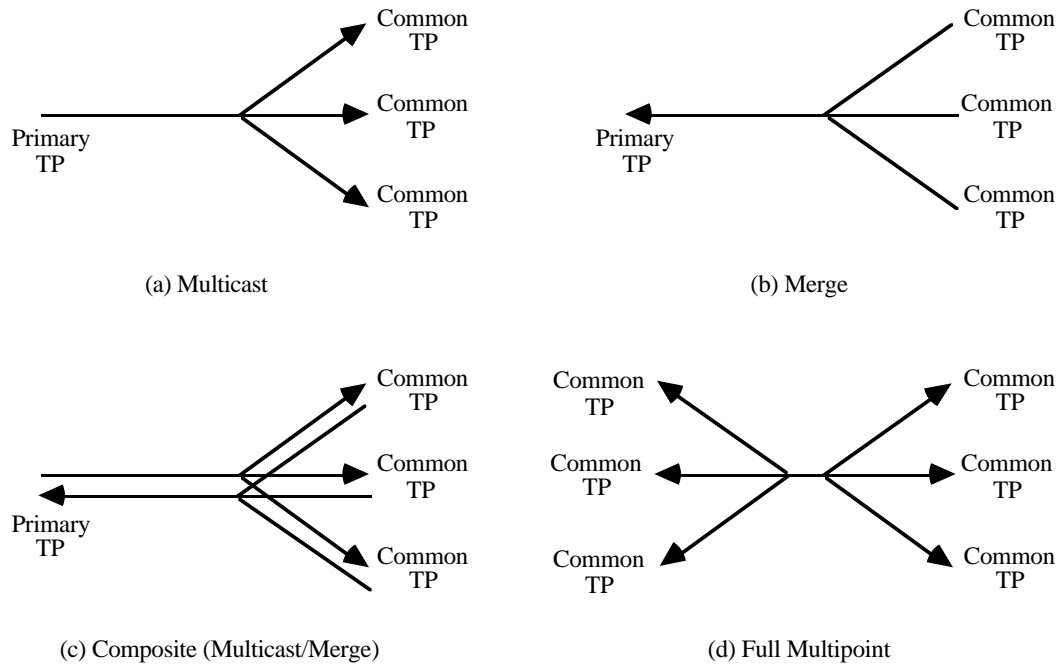 Common
TP
Common
TP
Primary
TP
Common
TP
(a) Multicast
Common
TP
Common
TP
Primary
TP
Common
TP
(b) Merge
Common
TP
Common
TP
Primary
TP
Common
TP
(c) Composite (Multicast/Merge)
Common
TP
Common
TP
Common
TP
Common
TP
Common
TP
Common
TP
(d) Full Multipoint